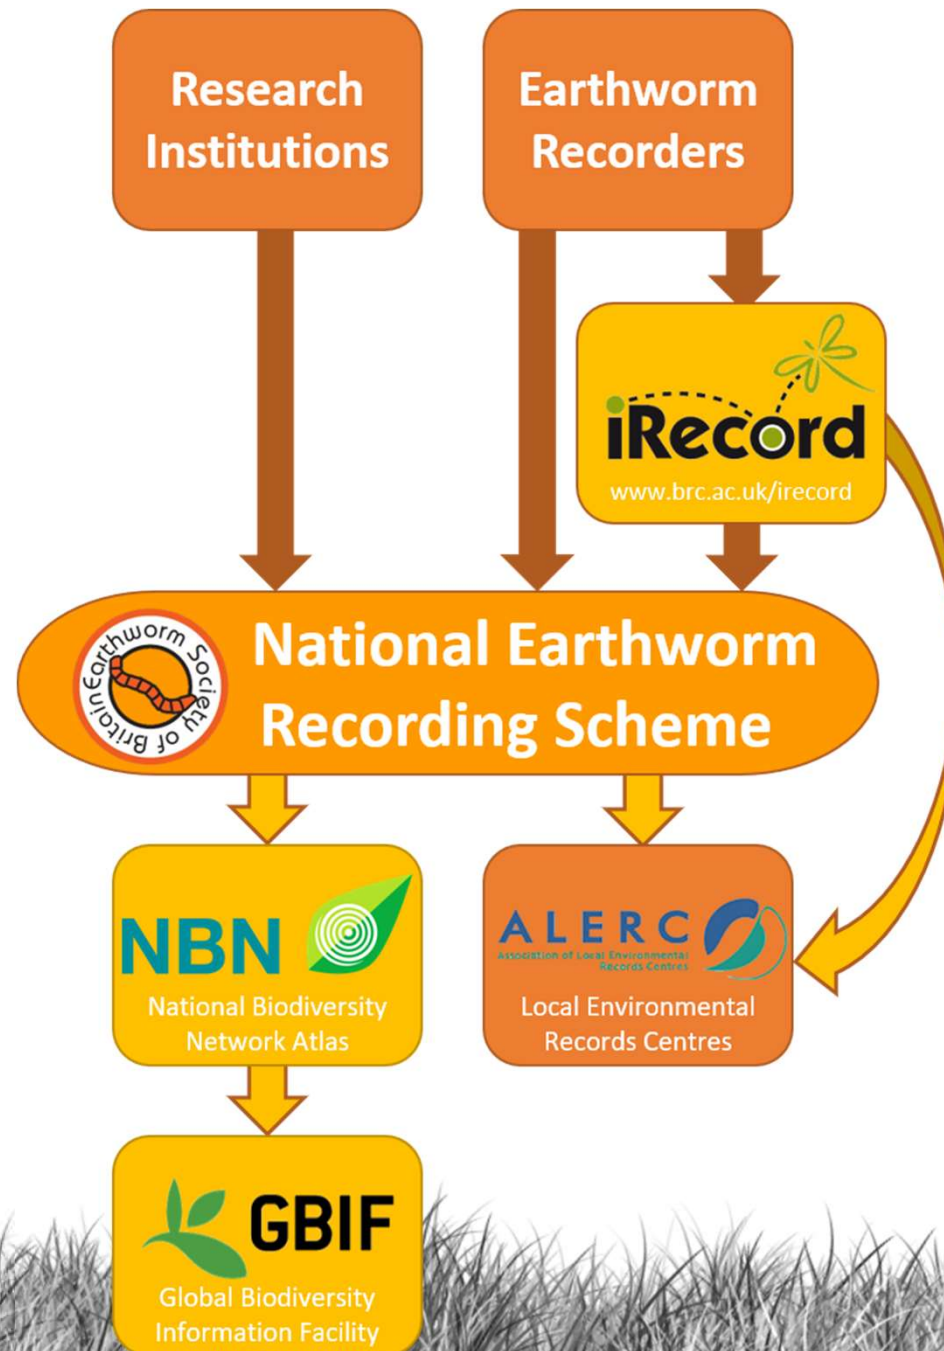 Research
Institutions
Earthworm
Recorders
iRecord
www.brc.ac.uk/irecord
Earthworm Society of Britain
National Earthworm
Recording Scheme
NBN
National Biodiversity
Network Atlas
ALERC
Association of Local Environmental
Records Centres
Local Environmental
Records Centres
GBIF
Global Biodiversity
Information Facility